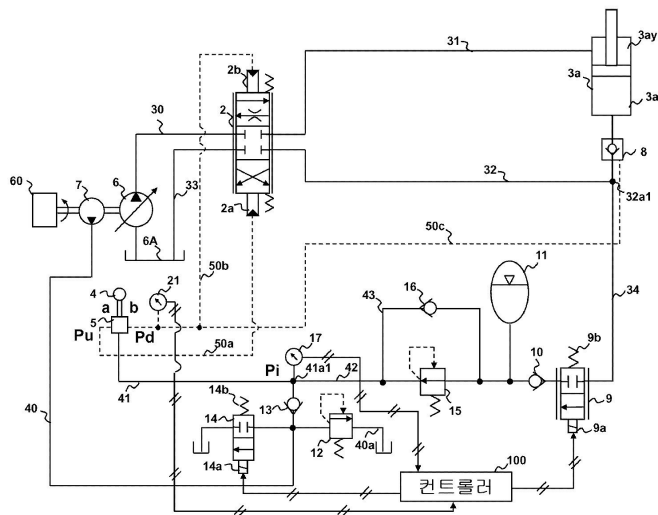 31
3ay
3a
3a
2b
2
30
33
60
7
6
8
32
32a1
2a
6A
50c
50b
21
11
4
a b
5
Pu
Pd
50a
16
43
17
34
9b
10
Pi
41a1
42
41
15
9
9a
14b
13
14
40
12
40a
14a
100
컨트롤러